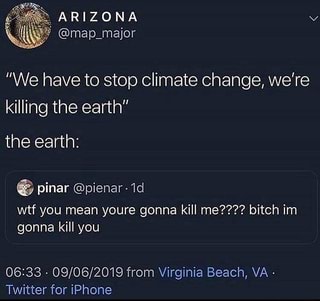 ARIZONA
@map_major
"We have to stop climate change, we're
killing the earth"
the earth:
pinar @pienar · 1d
wtf you mean youre gonna kill me???? bitch im
gonna kill you
06:33 · 09/06/2019 from Virginia Beach, VA ·
Twitter for iPhone